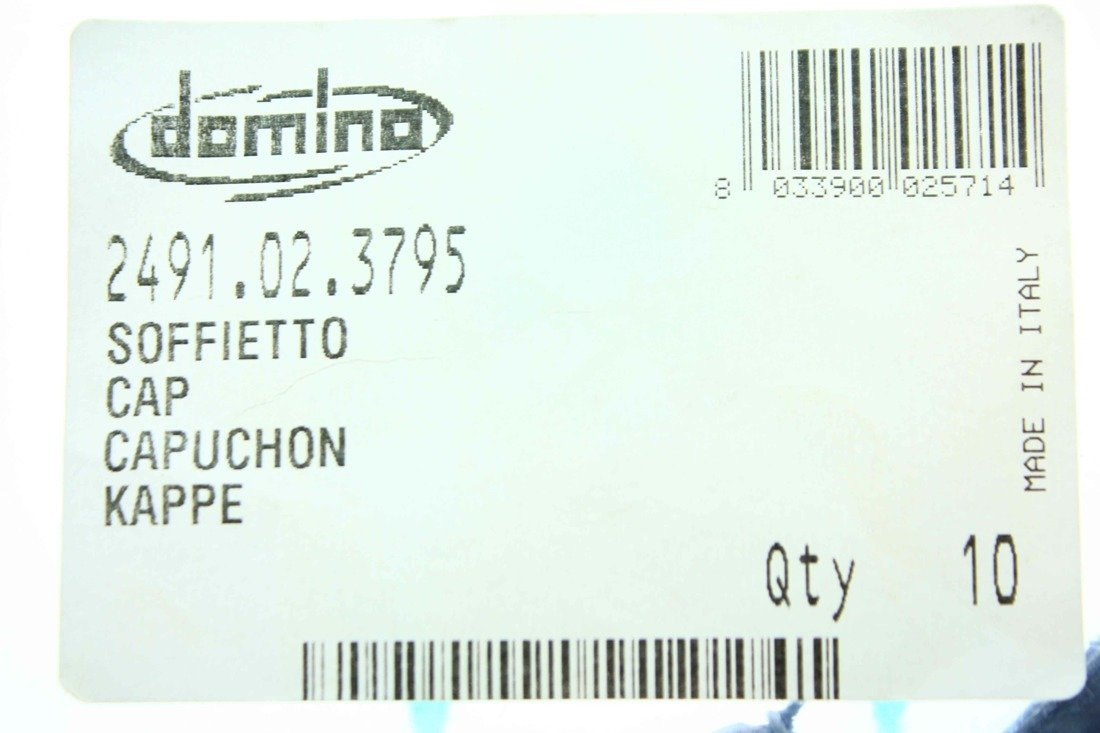 domino
8 033900 025714
2491.02.3795
SOFFIETTO
CAP
CAPUCHON
KAPPE
MADE IN ITALY
Qty 10